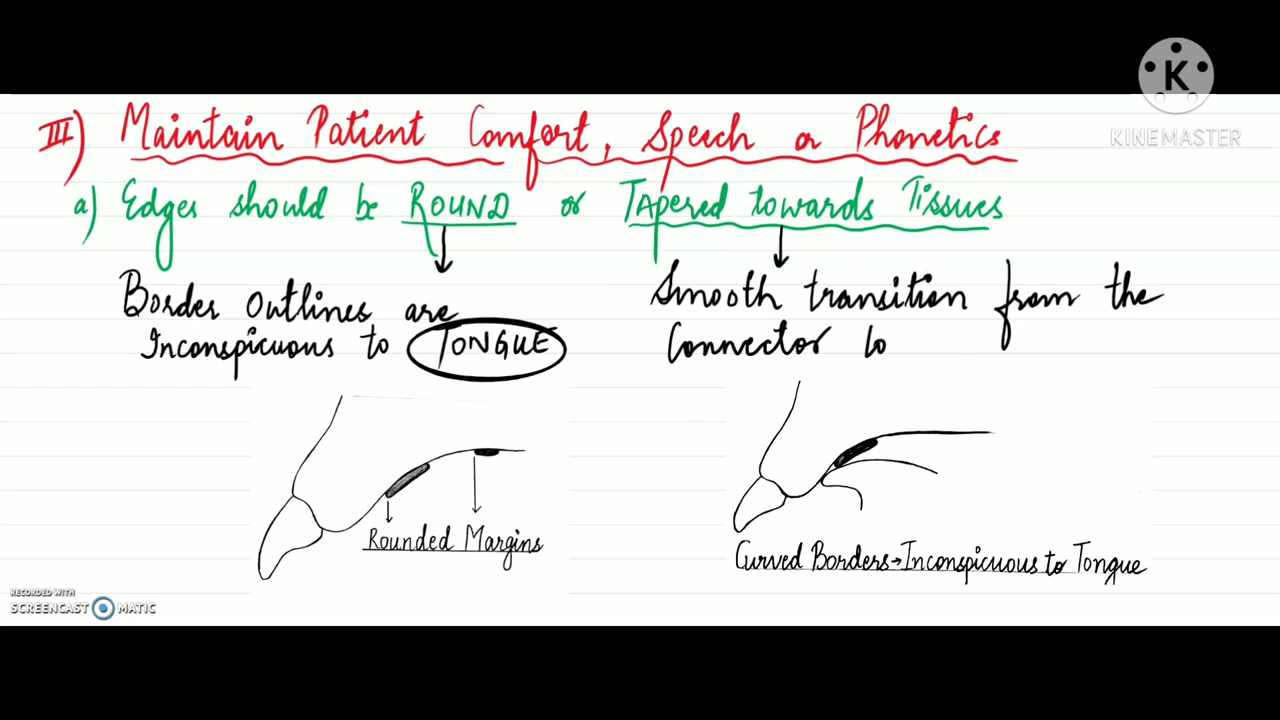 K
KINEMASTER
III) Maintain Patient Comfort, Speech or Phonetics
a) Edges should be ROUND or TAPered towards Tissues
Border Outlines are
Inconspicuous to TONGUE
Smooth transition from the
Connector to
Rounded Margins
Curved Borders→Inconspicuous to Tongue
RECORDED WITH
SCREENCAST MATIC